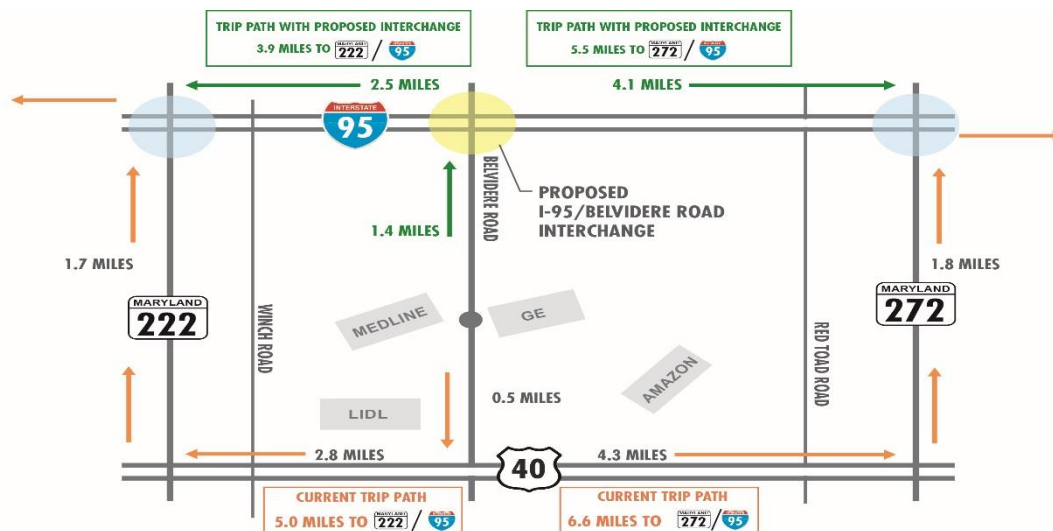 TRIP PATH WITH PROPOSED INTERCHANGE
3.9 MILES TO MARYLAND 222 / 95
TRIP PATH WITH PROPOSED INTERCHANGE
5.5 MILES TO MARYLAND 272 / 95
2.5 MILES
4.1 MILES
INTERSTATE
95
BELVIDERE ROAD
PROPOSED
I-95/BELVIDERE ROAD
INTERCHANGE
1.4 MILES
1.7 MILES
1.8 MILES
MARYLAND
222
MARYLAND
272
WINCH ROAD
MEDLINE
GE
RED TOAD ROAD
AMAZON
LIDL
0.5 MILES
2.8 MILES
40
4.3 MILES
CURRENT TRIP PATH
5.0 MILES TO MARYLAND 222 / 95
CURRENT TRIP PATH
6.6 MILES TO MARYLAND 272 / 95